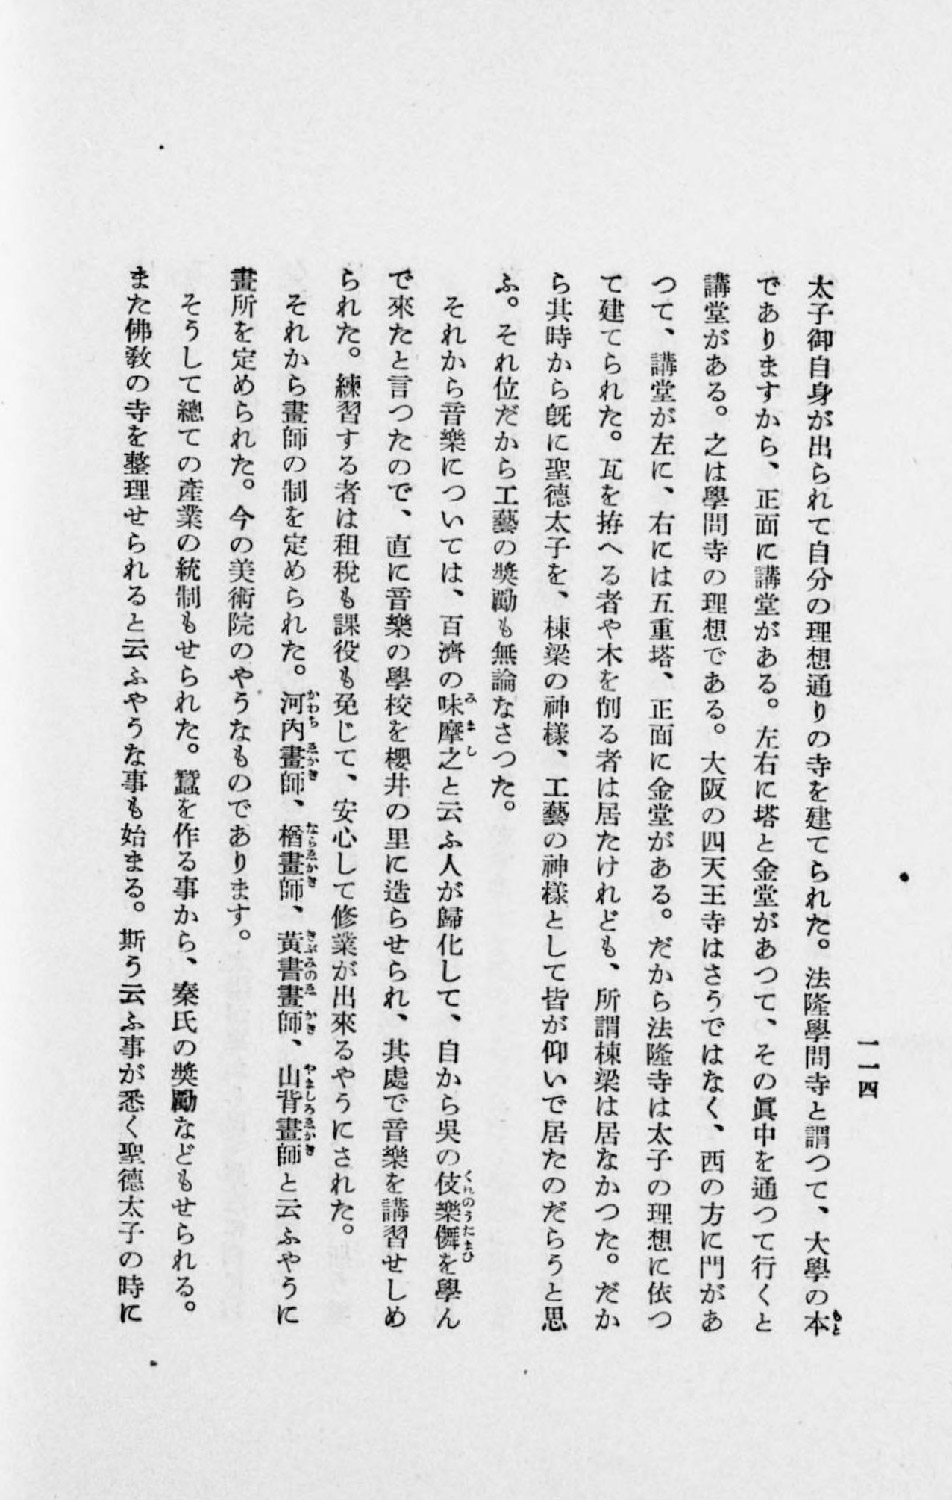 一一四
太子御自身が出られて自分の理想通りの寺を建てられた。法隆學問寺と謂つて、大學の本
でありますから、正面に講堂がある。左右に塔と金堂があつて、その眞中を通つて行くと
講堂がある。之は學問寺の理想である。大阪の四天王寺はさうではなく、西の方に門があ
つて、講堂が左に、右には五重塔、正面に金堂がある。だから法隆寺は太子の理想に依つ
て建てられた。瓦を拵へる者や木を削る者は居たけれども、所謂棟梁は居なかつた。だか
ら其時から既に聖德太子を、棟梁の神樣、工藝の神樣として皆が仰いで居たのだらうと思
ふ。それ位だから工藝の奬勵も無論なさつた。
それから音樂については、百濟の味摩之と云ふ人が歸化して、自から吳の伎樂儛を學ん
で來たと言つたので、直に音樂の學校を櫻井の里に造らせられ、其處で音樂を講習せしめ
られた。練習する者は租稅も課役も免じて、安心して修業が出來るやうにされた。
それから畫師の制を定められた。河內畫師、楢畫師、黃書畫師、山背畫師と云ふやうに
畫所を定められた。今の美術院のやうなものであります。
そうして總ての產業の統制もせられた。蠶を作る事から、秦氏の奬勵などもせられる。
また佛敎の寺を整理せられると云ふやうな事も始まる。斯う云ふ事が悉く聖德太子の時に